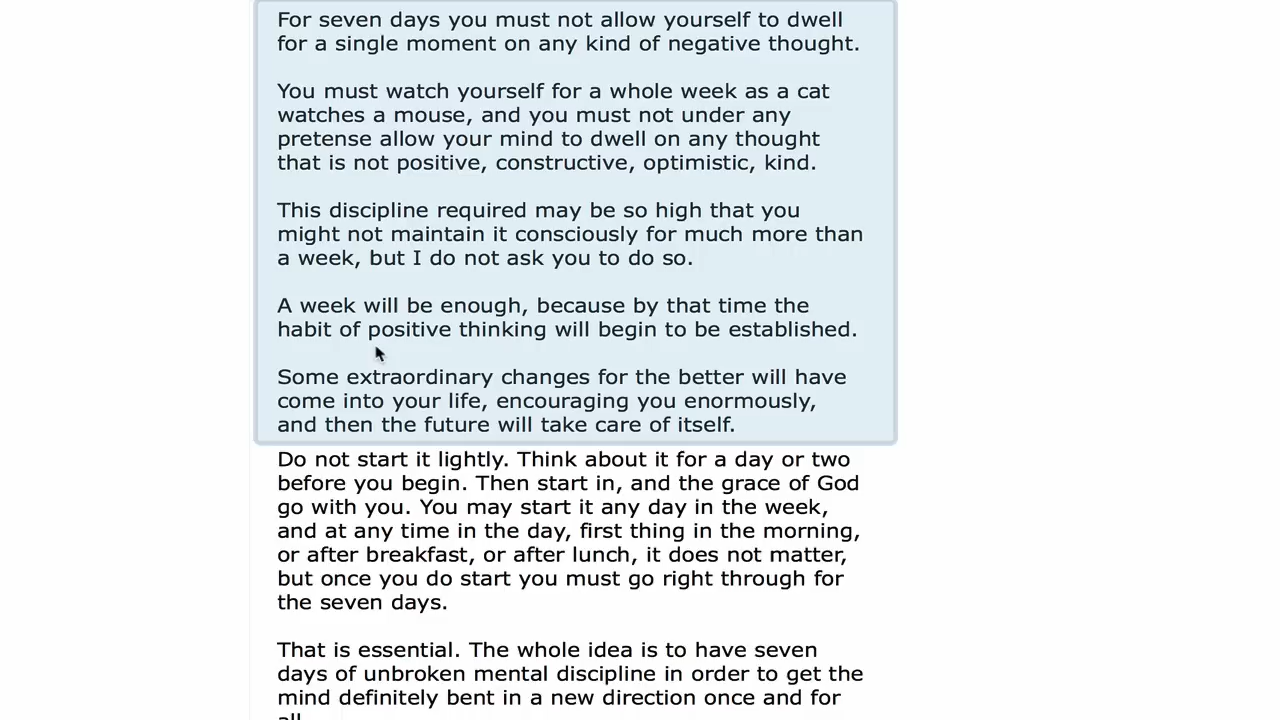 For seven days you must not allow yourself to dwell
for a single moment on any kind of negative thought.
You must watch yourself for a whole week as a cat
watches a mouse, and you must not under any
pretense allow your mind to dwell on any thought
that is not positive, constructive, optimistic, kind.
This discipline required may be so high that you
might not maintain it consciously for much more than
a week, but I do not ask you to do so.
A week will be enough, because by that time the
habit of positive thinking will begin to be established.
Some extraordinary changes for the better will have
come into your life, encouraging you enormously,
and then the future will take care of itself.
Do not start it lightly. Think about it for a day or two
before you begin. Then start in, and the grace of God
go with you. You may start it any day in the week,
and at any time in the day, first thing in the morning,
or after breakfast, or after lunch, it does not matter,
but once you do start you must go right through for
the seven days.
That is essential. The whole idea is to have seven
days of unbroken mental discipline in order to get the
mind definitely bent in a new direction once and for
all